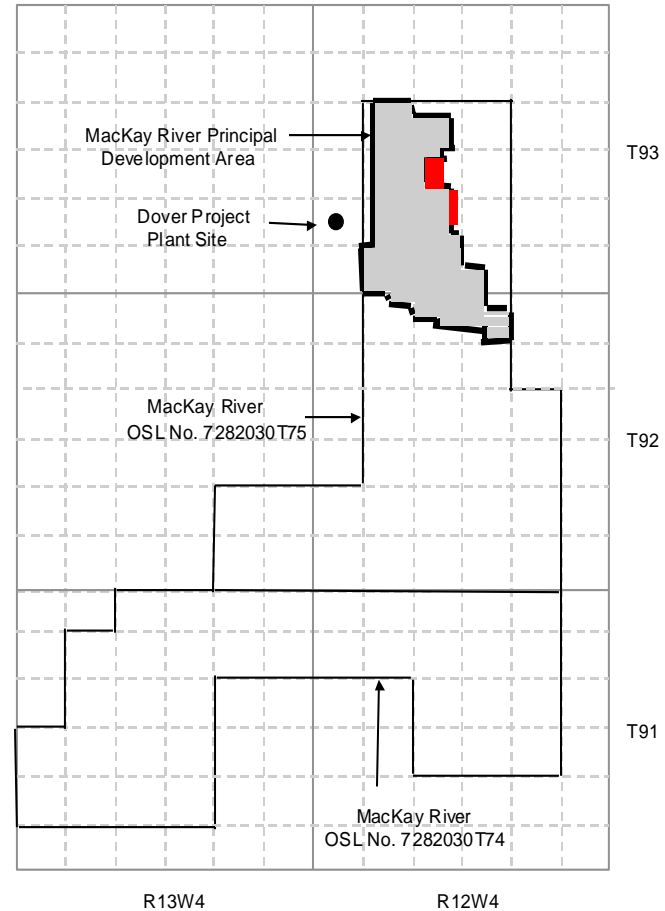 MacKay River Principal
Development Area
T93
Dover Project
Plant Site
MacKay River
OSL No. 7282030T75
T92
T91
MacKay River
OSL No. 7282030T74
R13W4
R12W4